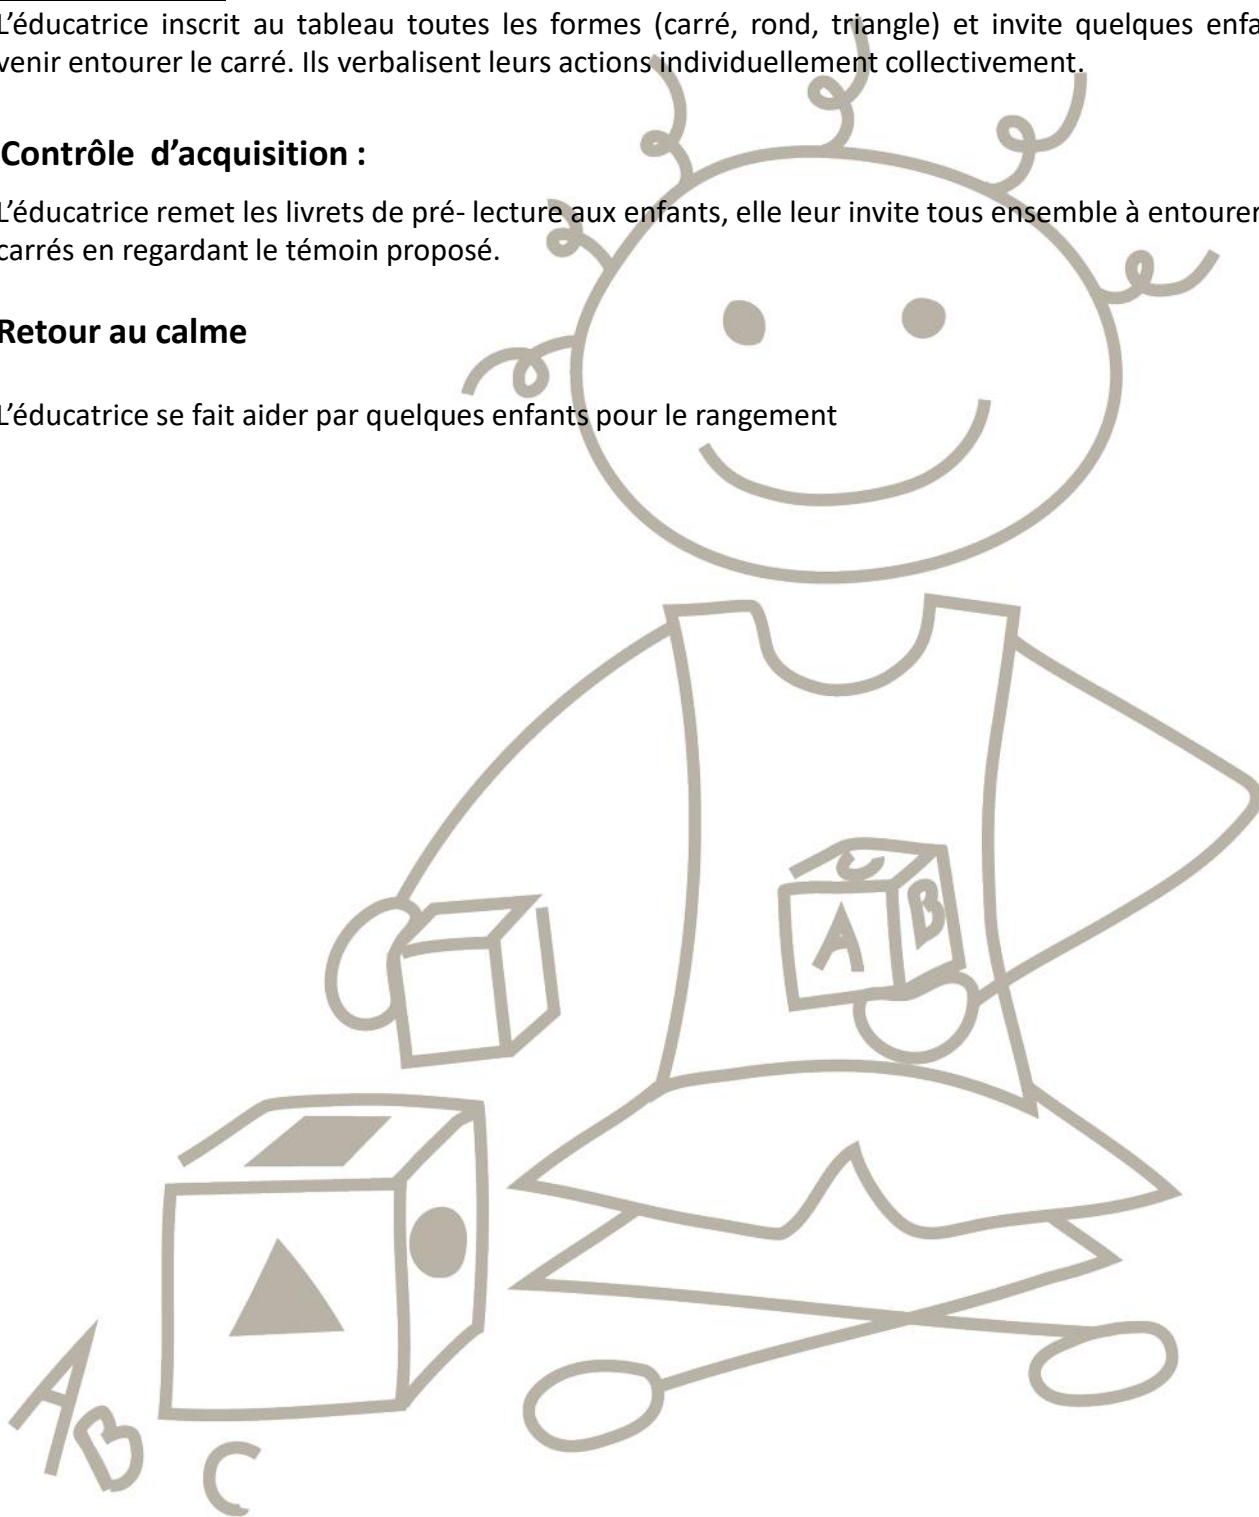 L’éducatrice inscrit au tableau toutes les formes (carré, rond, triangle) et invite quelques
venir entourer le carré. Ils verbalisent leurs actions individuellement collectivement.
Contrôle d’acquisition :
L’éducatrice remet les livrets de pré- lecture aux enfants, elle leur invite tous ensemble à entourer
carrés en regardant le témoin proposé.
Retour au calme
L’éducatrice se fait aider par quelques enfants pour le rangement
C
A B
A
B
C